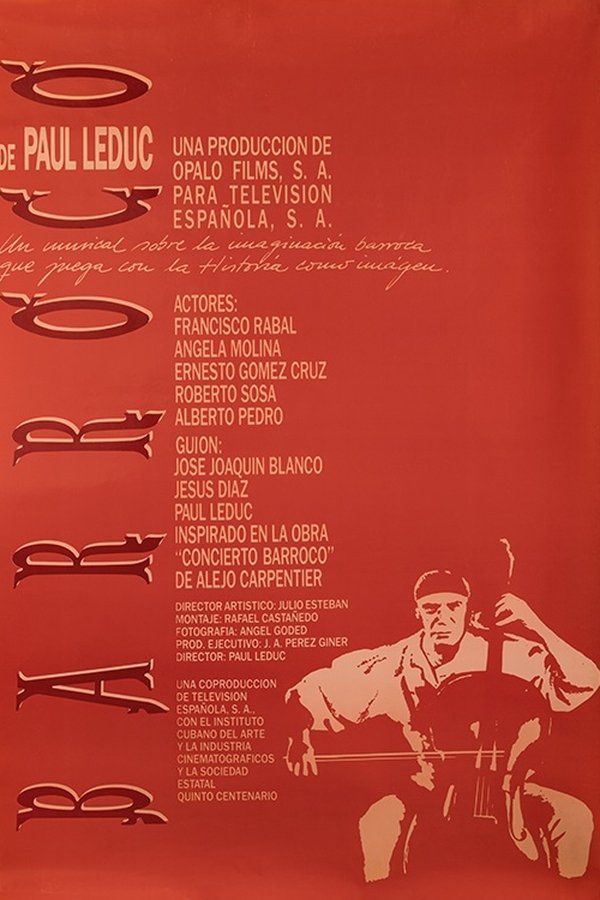 BARROCO
DE PAUL LEDUC
UNA PRODUCCION DE
OPALO FILMS, S. A.
PARA TELEVISION
ESPAÑOLA, S. A.
Un musical sobre la imaginación barroca
que juega con la Historia como imágen.
ACTORES:
FRANCISCO RABAL
ANGELA MOLINA
ERNESTO GOMEZ CRUZ
ROBERTO SOSA
ALBERTO PEDRO
GUION:
JOSE JOAQUIN BLANCO
JESUS DIAZ
PAUL LEDUC
INSPIRADO EN LA OBRA
“CONCIERTO BARROCO”
DE ALEJO CARPENTIER
DIRECTOR ARTISTICO: JULIO ESTEBAN
MONTAJE: RAFAEL CASTAÑEDO
FOTOGRAFIA: ANGEL GODED
PROD. EJECUTIVO: J. A. PEREZ GINER
DIRECTOR: PAUL LEDUC
UNA COPRODUCCION
DE TELEVISION
ESPAÑOLA, S. A.,
CON EL INSTITUTO
CUBANO DEL ARTE
Y LA INDUSTRIA
CINEMATOGRAFICOS
Y LA SOCIEDAD
ESTATAL
QUINTO CENTENARIO